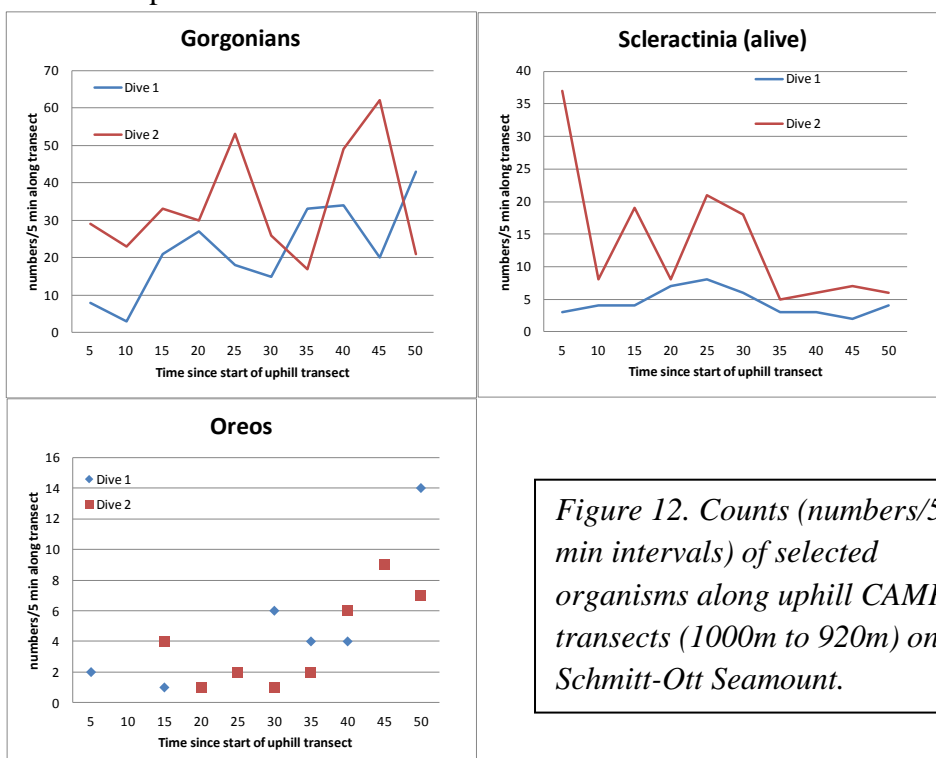 Gorgonians
numbers/5 min along transect
70
60
50
40
30
20
10
0
Dive 1
Dive 2
5 10 15 20 25 30 35 40 45 50
Time since start of uphill transect
Scleractinia (alive)
numbers/5 min along transect
40
35
30
25
20
15
10
5
0
Dive 1
Dive 2
5 10 15 20 25 30 35 40 45 50
Time since start of uphill transect
Oreos
numbers/5 min along transect
16
14
12
10
8
6
4
2
0
Dive 1
Dive 2
5 10 15 20 25 30 35 40 45 50
Time since start of uphill transect
Figure 12. Counts (numbers/5
min intervals) of selected
organisms along uphill
transects (1000m to 920m) on
Schmitt-Ott Seamount.